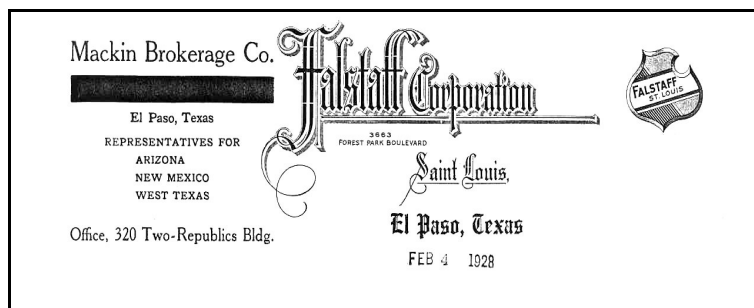 Mackin Brokerage Co.
El Paso, Texas
REPRESENTATIVES FOR
ARIZONA
NEW MEXICO
WEST TEXAS
Office, 320 Two-Republics Bldg.
Falstaff Corporation
3663
FOREST PARK BOULEVARD
Saint Louis,
El Paso, Texas
FEB 4 1928
FALSTAFF
ST. LOUIS